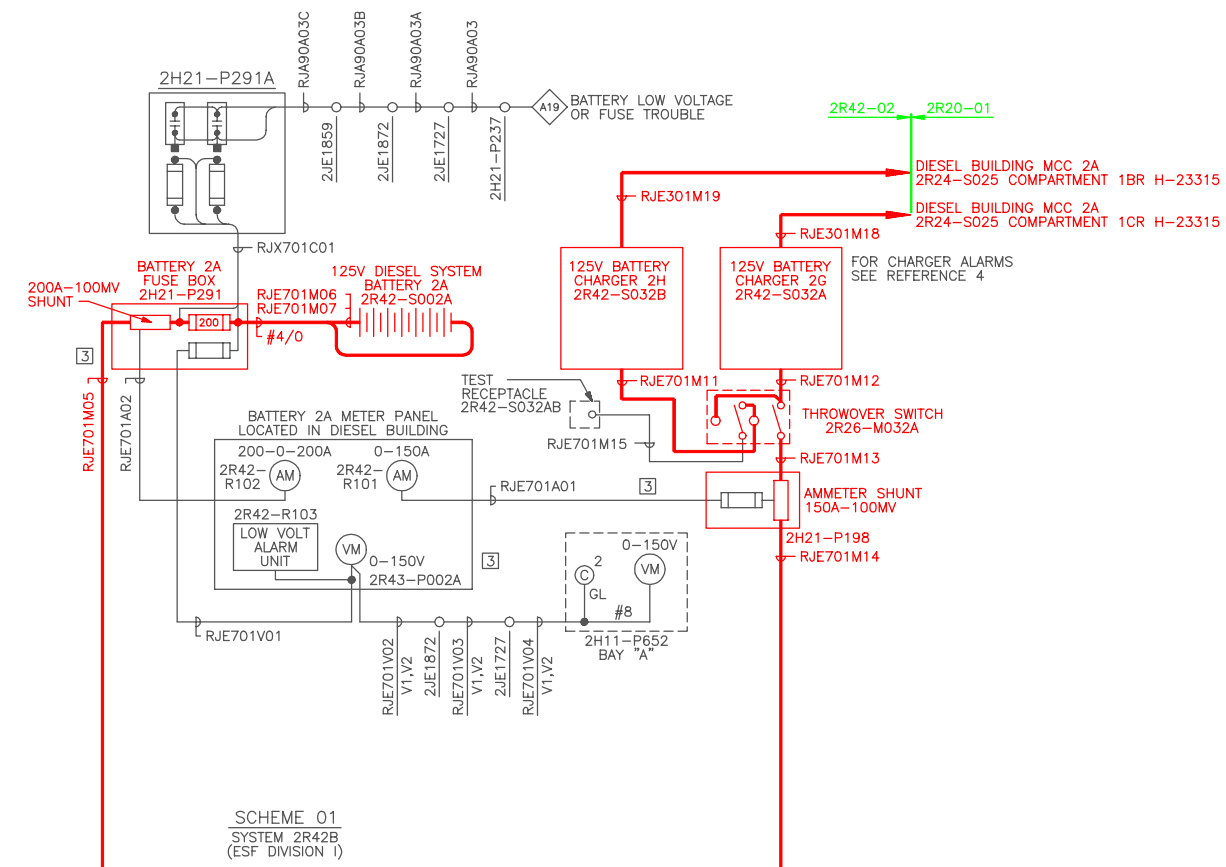 2H21-P291A
RJA90A03C
RJA90A03B
RJA90A03A
RJA90A03
2JE1859
2JE1872
2JE1727
2H21-P237
A19
BATTERY LOW VOLTAGE
OR FUSE TROUBLE
2R42-02
2R20-01
DIESEL BUILDING MCC 2A
2R24-S025 COMPARTMENT 1BR H-23315
DIESEL BUILDING MCC 2A
2R24-S025 COMPARTMENT 1CR H-23315
RJE301M19
RJE301M18
RJX701C01
BATTERY 2A
FUSE BOX
2H21-P291
200A-100MV
SHUNT
200
RJE701M06
RJE701M07
#4/0
125V DIESEL SYSTEM
BATTERY 2A
2R42-S002A
125V BATTERY
CHARGER 2H
2R42-S032B
125V BATTERY
CHARGER 2G
2R42-S032A
FOR CHARGER ALARMS
SEE REFERENCE 4
3
RJE701M05
RJE701A02
RJE701M11
RJE701M12
TEST
RECEPTACLE
2R42-S032AB
RJE701M15
THROWOVER SWITCH
2R26-M032A
RJE701M13
BATTERY 2A METER PANEL
LOCATED IN DIESEL BUILDING
200-0-200A
2R42-
R102
AM
0-150A
2R42-
R101
AM
RJE701A01
3
AMMETER SHUNT
150A-100MV
2H21-P198
RJE701M14
2R42-R103
LOW VOLT
ALARM
UNIT
VM
0-150V
2R43-P002A
3
0-150V
VM
2
C
GL
#8
2H11-P652
BAY "A"
RJE701V01
RJE701V02
V1,V2
2JE1872
RJE701V03
V1,V2
2JE1727
RJE701V04
V1,V2
SCHEME 01
SYSTEM 2R42B
(ESF DIVISION I)